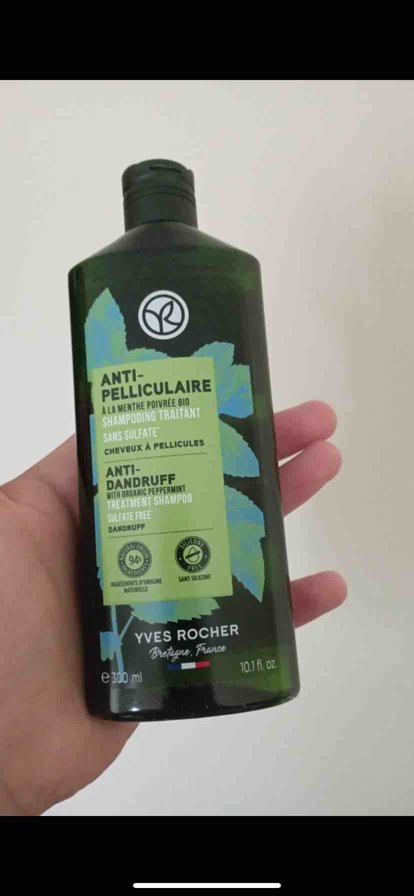 ANTI-
PELLICULAIRE
À LA MENTHE POIVRÉE BIO
SHAMPOOING TRAITANT
SANS SULFATE*
CHEVEUX À PELLICULES
ANTI-
DANDRUFF
WITH ORGANIC PEPPERMINT
TREATMENT SHAMPOO
SULFATE FREE*
DANDRUFF
94%
INGRÉDIENTS D'ORIGINE
NATURELLE
SILICONE
FREE
SANS SILICONE
YVES ROCHER
Bretagne, France
e 300 ml
10.1 fl. oz.